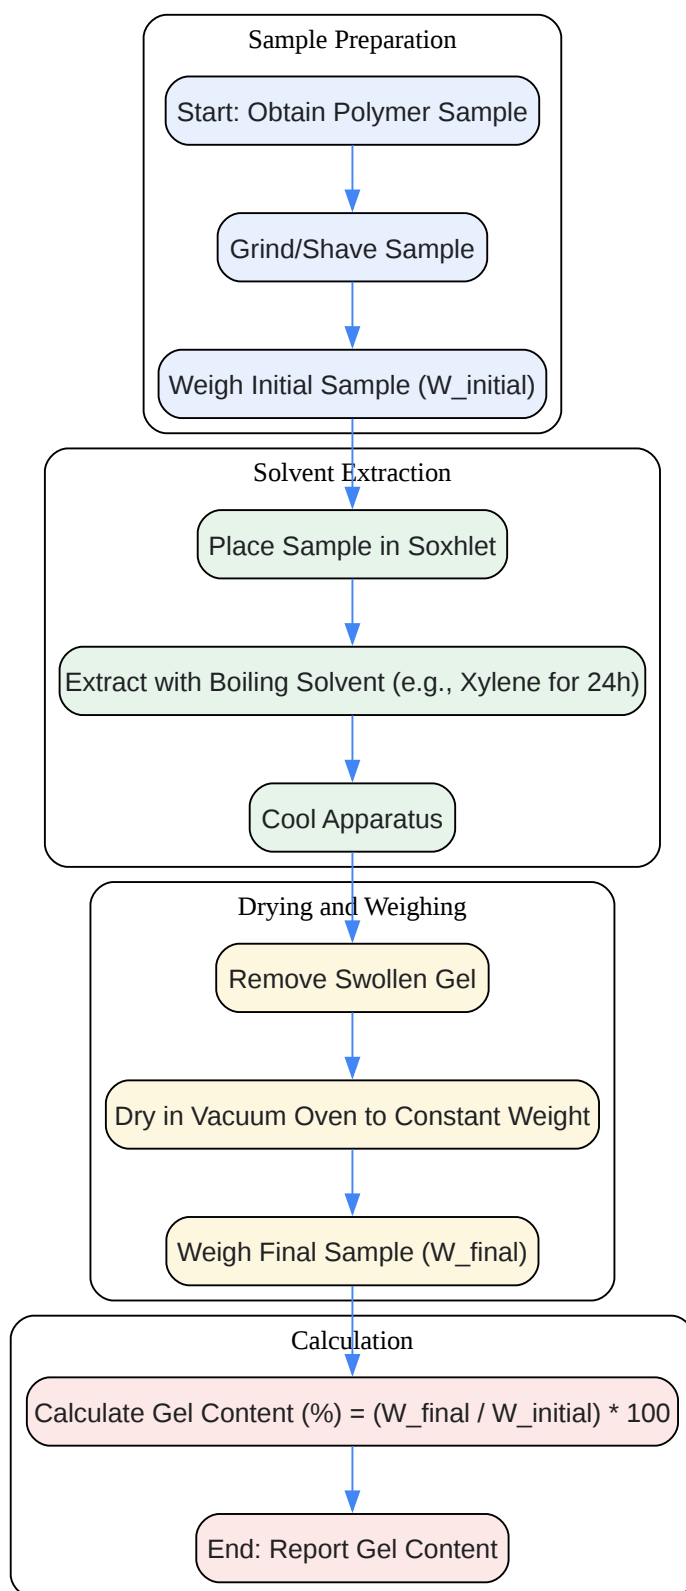 Sample Preparation
Start: Obtain Polymer Sample
Grind/Shave Sample
Weigh Initial Sample (W_initial)
Solvent Extraction
Place Sample in Soxhlet
Extract with Boiling Solvent (e.g., Xylene for 24h)
Cool Apparatus
Drying and Weighing
Remove Swollen Gel
Dry in Vacuum Oven to Constant Weight
Weigh Final Sample (W_final)
Calculation
Calculate Gel Content (%) = (W_final / W_initial) * 100
End: Report Gel Content